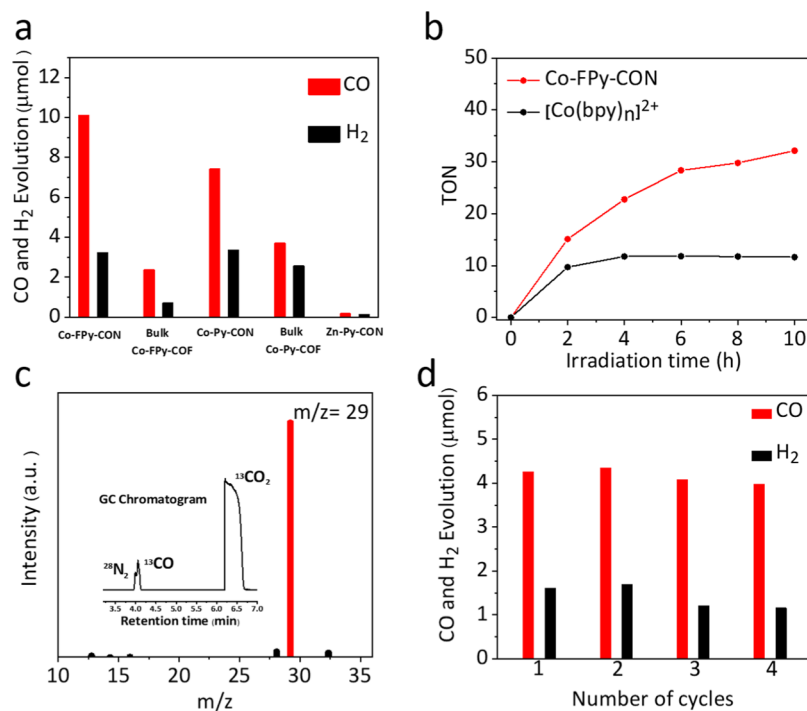 a
CO and H2 Evolution (μmol)
12
10
8
6
4
2
0
CO
H2
Co-FPy-CON
Bulk
Co-FPy-COF
Co-Py-CON
Bulk
Co-Py-COF
Zn-Py-CON
b
TON
50
40
30
20
10
0
Co-FPy-CON
[Co(bpy)n]2+
0 2 4 6 8 10
Irradiation time (h)
c
Intensity (a.u.)
m/z= 29
GC Chromatogram
13CO2
28N2
13CO
3.5 4.0 4.5 5.0 5.5 6.0 6.5 7.0
Retention time (min)
10 15 20 25 30 35
m/z
d
CO and H2 Evolution (μmol)
6
5
4
3
2
1
0
CO
H2
1 2 3 4
Number of cycles